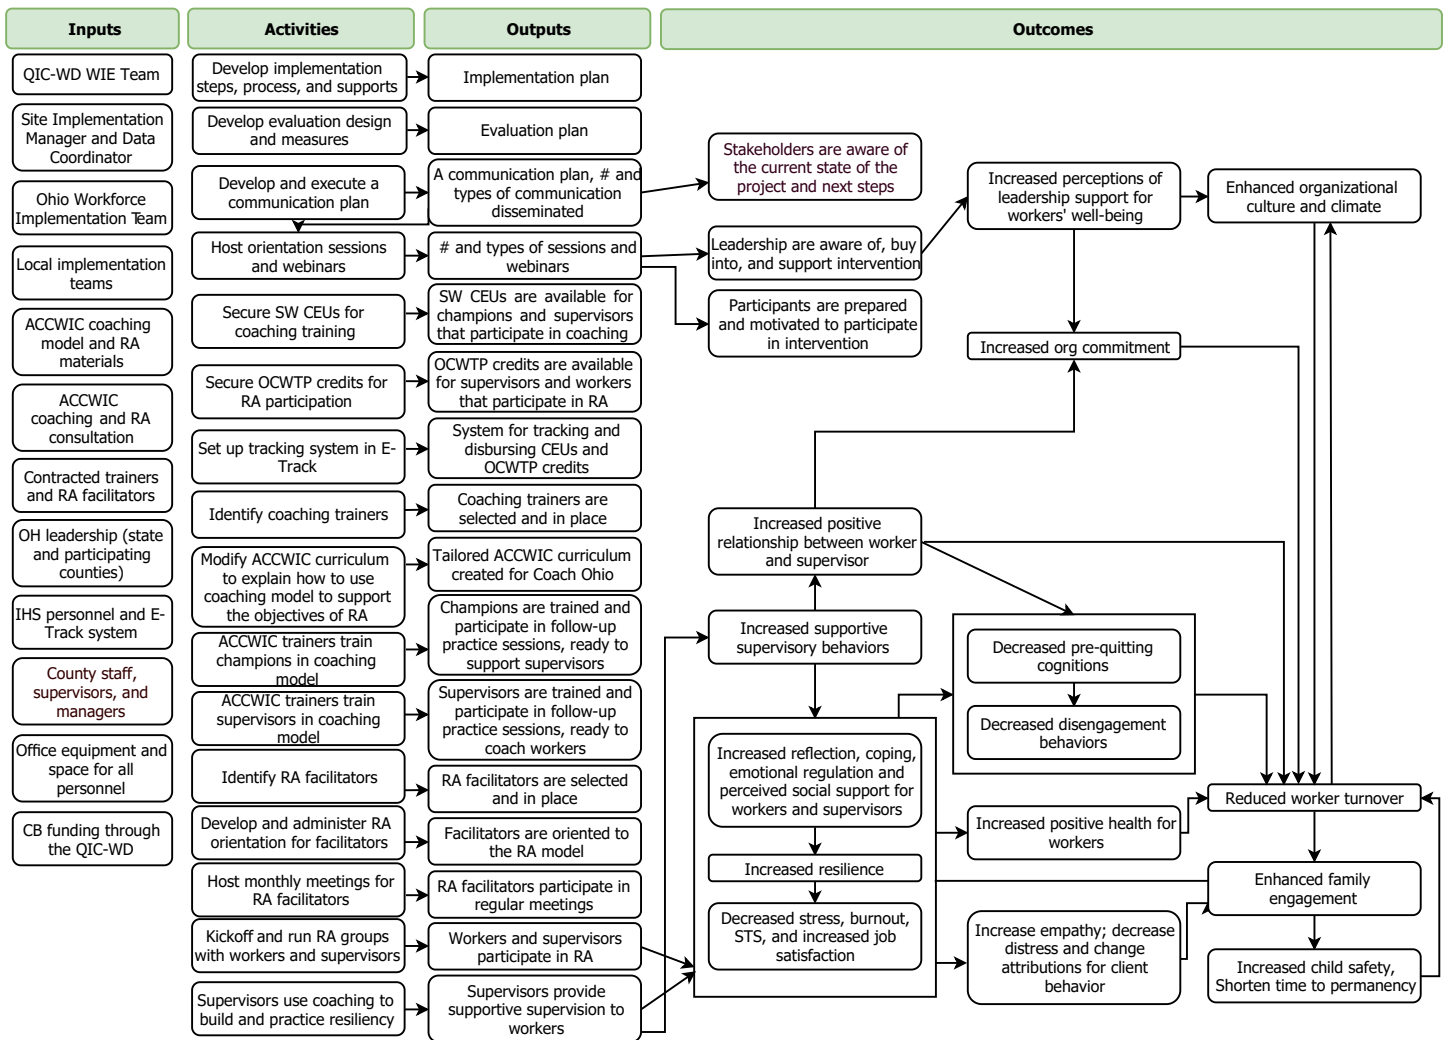 Inputs
Activities
Outputs
Outcomes
QIC-WD WIE Team
Site Implementation
Manager and Data
Coordinator
Ohio Workforce
Implementation Team
Local implementation
teams
ACCWIC coaching
model and RA
materials
ACCWIC
coaching and RA
consultation
Contracted trainers
and RA facilitators
OH leadership (state
and participating
counties)
IHS personnel and E-
Track system
County staff,
supervisors, and
managers
Office equipment and
space for all
personnel
CB funding through
the QIC-WD
Develop implementation
steps, process, and supports
Develop evaluation design
and measures
Develop and execute a
communication plan
Host orientation sessions
and webinars
Secure SW CEUs for
coaching training
Secure OCWTP credits for
RA participation
Set up tracking system in E-
Track
Identify coaching trainers
Modify ACCWIC curriculum
to explain how to use
coaching model to support
the objectives of RA
ACCWIC trainers train
champions in coaching
model
ACCWIC trainers train
supervisors in coaching
model
Identify RA facilitators
Develop and administer RA
orientation for facilitators
Host monthly meetings for
RA facilitators
Kickoff and run RA groups
with workers and supervisors
Supervisors use coaching to
build and practice resiliency
Implementation plan
Evaluation plan
A communication plan, # and
types of communication
disseminated
# and types of sessions and
webinars
SW CEUs are available for
champions and supervisors
that participate in coaching
OCWTP credits are available
for supervisors and workers
that participate in RA
System for tracking and
disbursing CEUs and
OCWTP credits
Coaching trainers are
selected and in place
Tailored ACCWIC curriculum
created for Coach Ohio
Champions are trained and
participate in follow-up
practice sessions, ready to
support supervisors
Supervisors are trained and
participate in follow-up
practice sessions, ready to
coach workers
RA facilitators are selected
and in place
Facilitators are oriented to
the RA model
RA facilitators participate in
regular meetings
Workers and supervisors
participate in RA
Supervisors provide
supportive supervision to
workers
Stakeholders are aware of
the current state of the
project and next steps
Leadership are aware of, buy
into, and support intervention
Participants are prepared
and motivated to participate
in intervention
Increased positive
relationship between worker
and supervisor
Increased supportive
supervisory behaviors
Increased reflection, coping,
emotional regulation and
perceived social support for
workers and supervisors
Increased resilience
Decreased stress, burnout,
STS, and increased job
satisfaction
Increased perceptions of
leadership support for
workers' well-being
Increased org commitment
Decreased pre-quitting
cognitions
Decreased disengagement
behaviors
Increased positive health for
workers
Increase empathy; decrease
distress and change
attributions for client
behavior
Enhanced organizational
culture and climate
Reduced worker turnover
Enhanced family
engagement
Increased child safety,
Shorten time to permanency